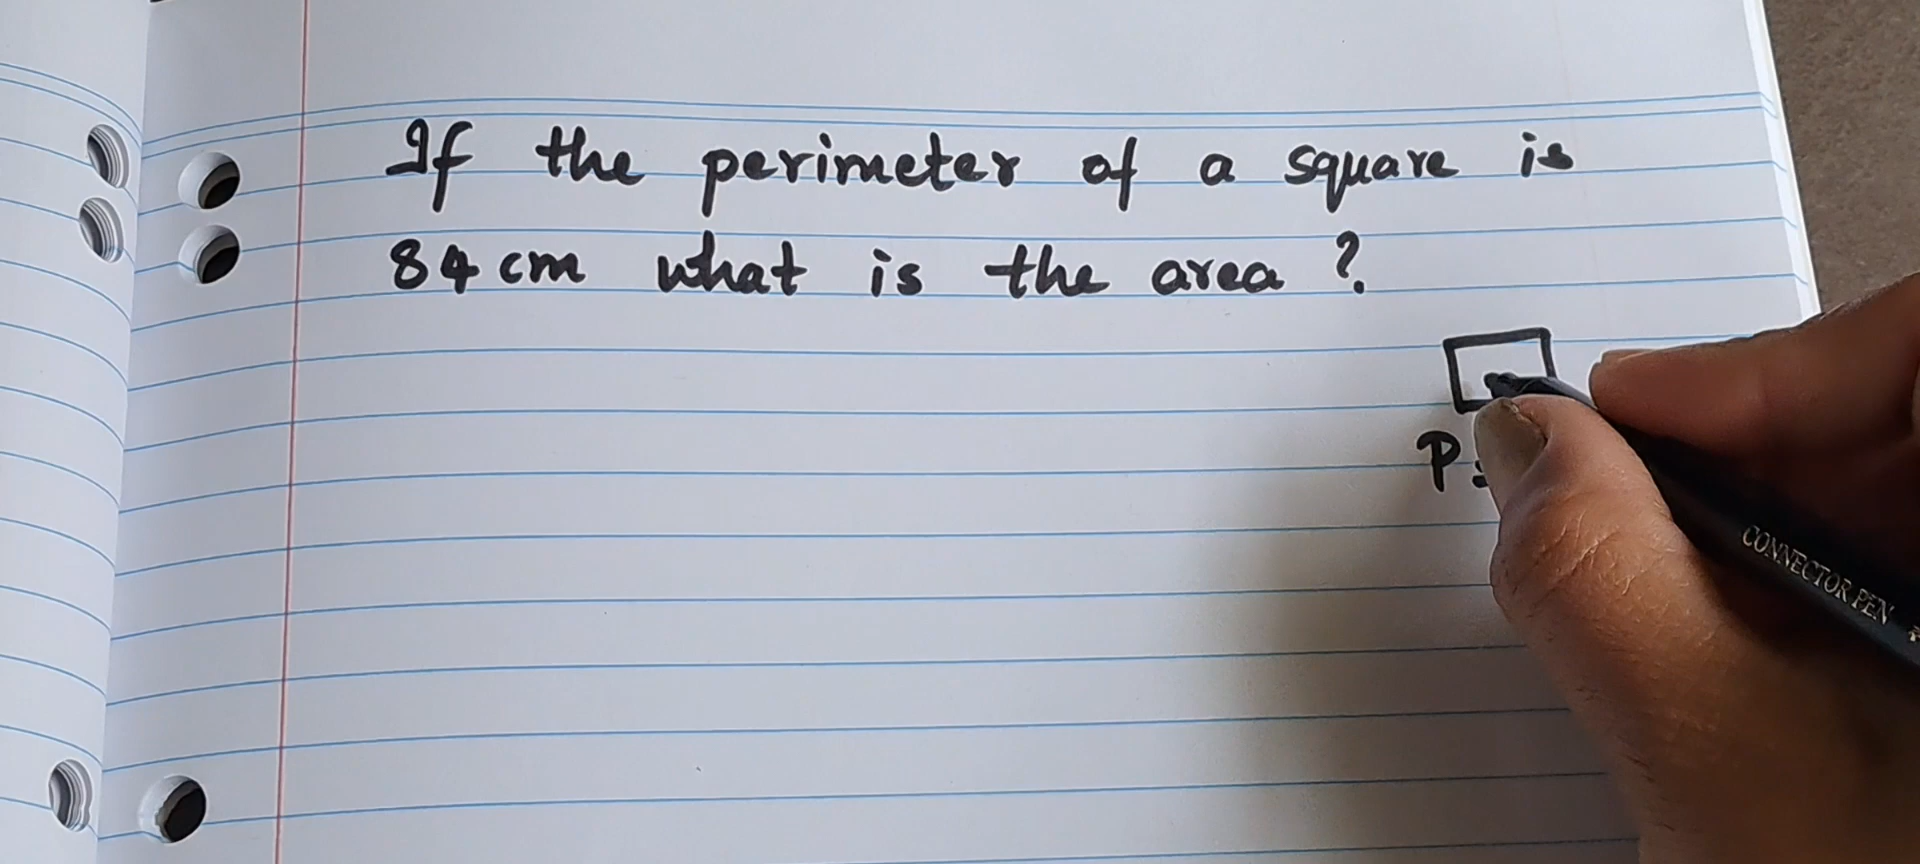 If the perimeter of a square is
84 cm what is the area ?
P
CONNECTOR PEN